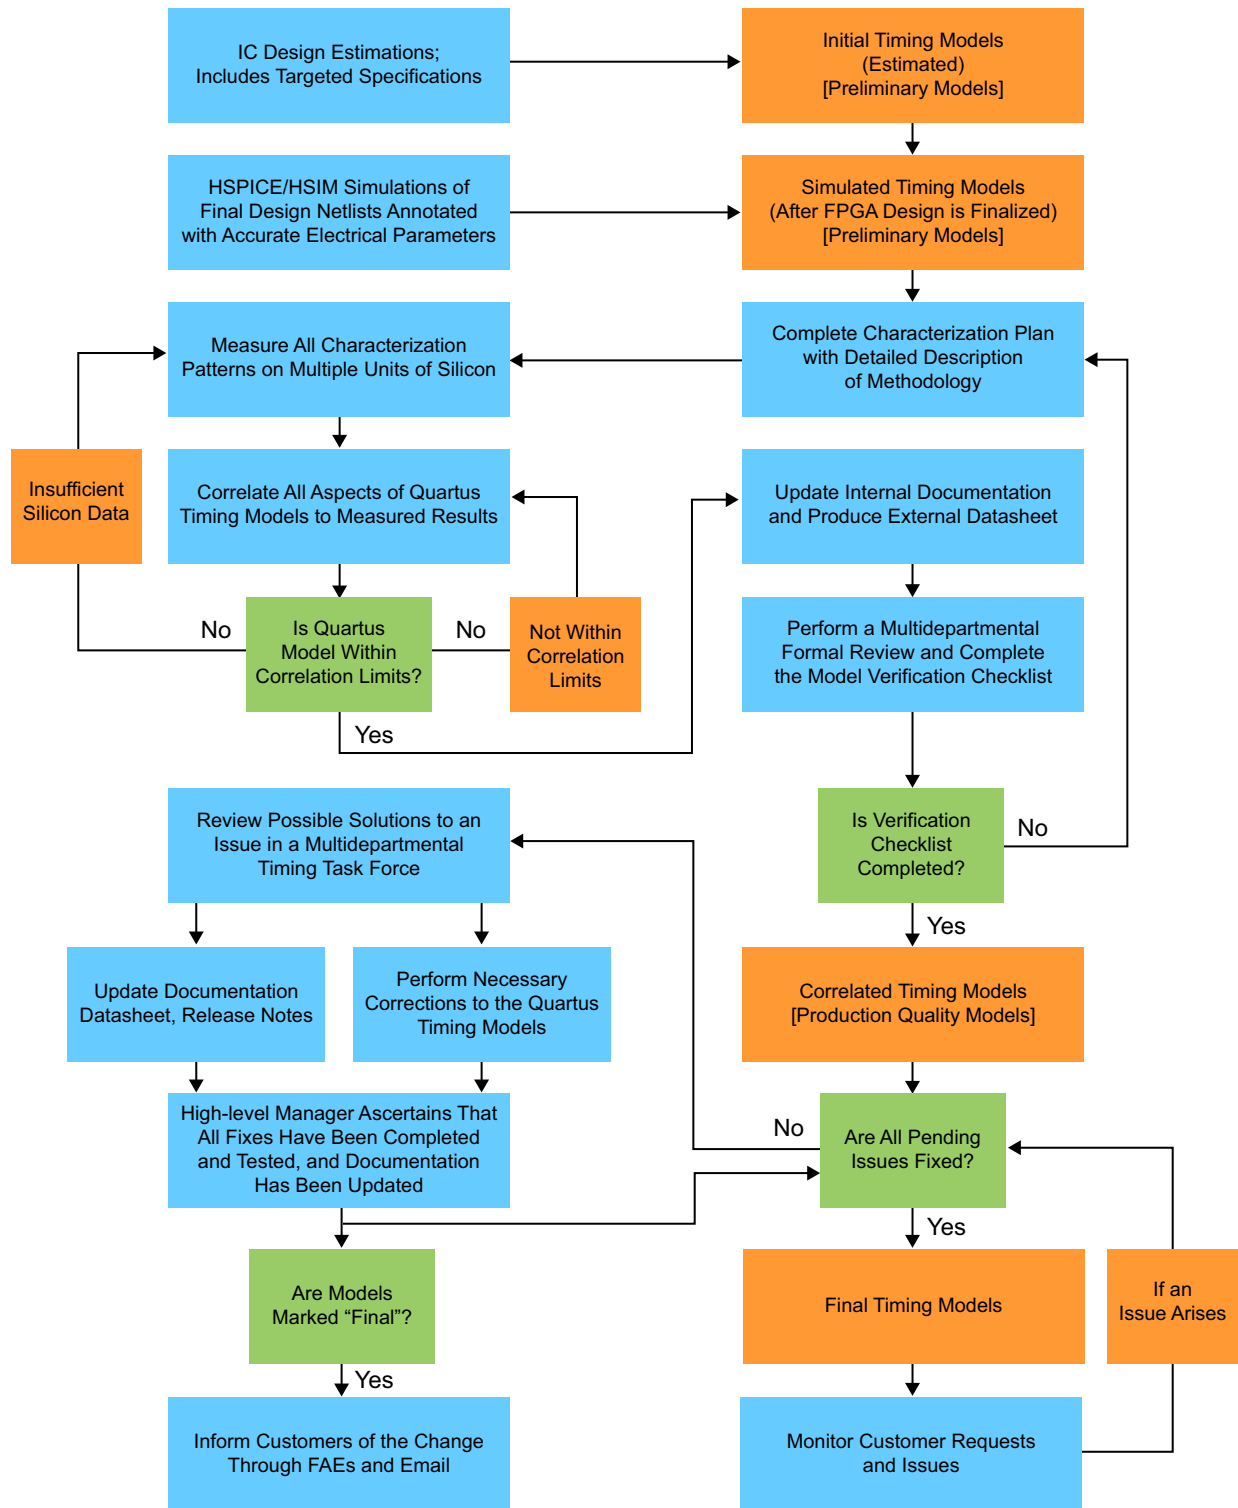 IC Design Estimations;
Includes Targeted Specifications
Initial Timing Models
(Estimated)
[Preliminary Models]
HSPICE/HSIM Simulations of
Final Design Netlists Annotated
with Accurate Electrical Parameters
Simulated Timing Models
(After FPGA Design is Finalized)
[Preliminary Models]
Measure All Characterization
Patterns on Multiple Units of Silicon
Complete Characterization Plan
with Detailed Description
of Methodology
Insufficient
Silicon Data
Correlate All Aspects of Quartus
Timing Models to Measured Results
Update Internal Documentation
and Produce External Datasheet
No
Is Quartus
Model Within
Correlation Limits?
No
Not Within
Correlation
Limits
Yes
Perform a Multidepartmental
Formal Review and Complete
the Model Verification Checklist
Review Possible Solutions to an
Issue in a Multidepartmental
Timing Task Force
Is Verification
Checklist
Completed?
No
Yes
Update Documentation
Datasheet, Release Notes
Perform Necessary
Corrections to the Quartus
Timing Models
Correlated Timing Models
[Production Quality Models]
High-level Manager Ascertains That
All Fixes Have Been Completed
and Tested, and Documentation
Has Been Updated
No
Are All Pending
Issues Fixed?
Yes
Are Models
Marked “Final”?
Yes
Final Timing Models
If an
Issue Arises
Inform Customers of the Change
Through FAEs and Email
Monitor Customer Requests
and Issues